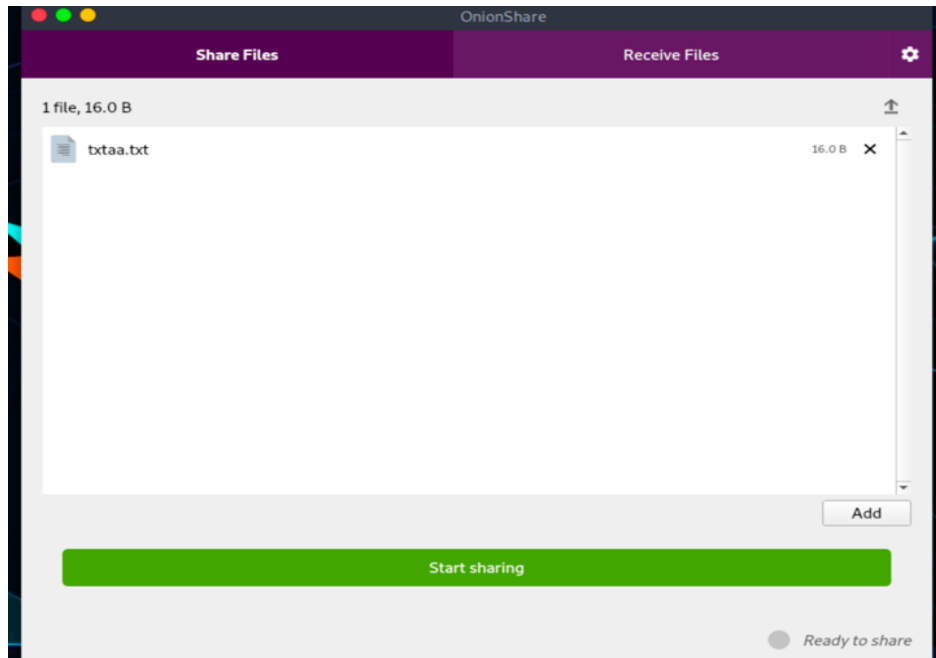 OnionShare
Share Files Receive Files
1 file, 16.0 B
txtaa.txt 16.0 B
Add
Start sharing
Ready to share